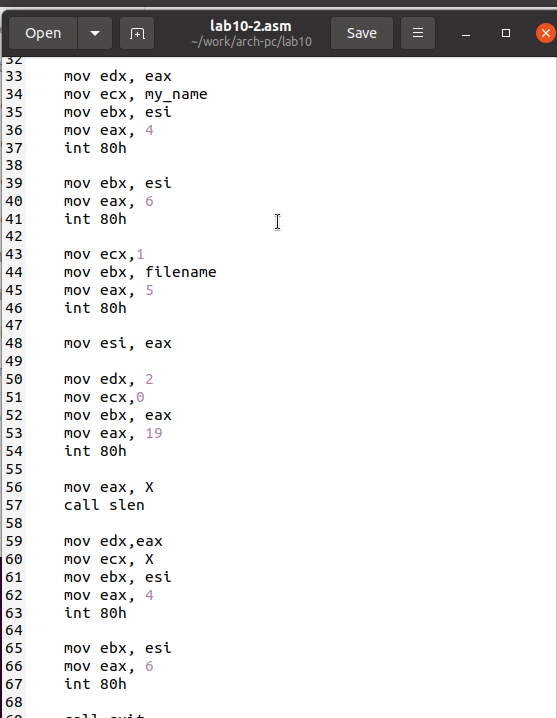 Open
lab10-2.asm
~/work/arch-pc/lab10
Save
32
33 mov edx, eax
34 mov ecx, my_name
35 mov ebx, esi
36 mov eax, 4
37 int 80h
38
39 mov ebx, esi
40 mov eax, 6
41 int 80h
42
43 mov ecx,1
44 mov ebx, filename
45 mov eax, 5
46 int 80h
47
48 mov esi, eax
49
50 mov edx, 2
51 mov ecx,0
52 mov ebx, eax
53 mov eax, 19
54 int 80h
55
56 mov eax, X
57 call slen
58
59 mov edx,eax
60 mov ecx, X
61 mov ebx, esi
62 mov eax, 4
63 int 80h
64
65 mov ebx, esi
66 mov eax, 6
67 int 80h
68